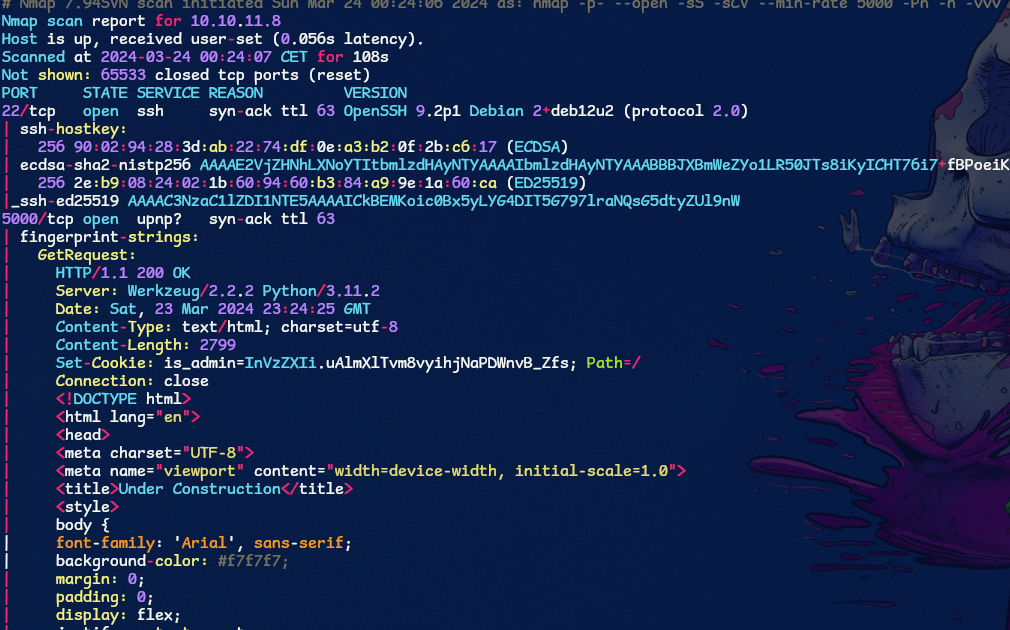 # Nmap 7.94SVN scan initiated Sun Mar 24 00:24:06 2024 as: nmap -p- --open -sS -sCV --min-rate 5000 -Pn -n -vvv
Nmap scan report for 10.10.11.8
Host is up, received user-set (0.056s latency).
Scanned at 2024-03-24 00:24:07 CET for 108s
Not shown: 65533 closed tcp ports (reset)
PORT     STATE SERVICE REASON         VERSION
22/tcp   open  ssh     syn-ack ttl 63 OpenSSH 9.2p1 Debian 2+deb12u2 (protocol 2.0)
| ssh-hostkey:
|   256 90:02:94:28:3d:ab:22:74:df:0e:a3:b2:0f:2b:c6:17 (ECDSA)
| ecdsa-sha2-nistp256 AAAAE2VjZHNhLXNoYTItbmlzdHAyNTYAAAAIbmlzdHAyNTYAAABBBJXBmWeZYo1LR50JTs8iKyICHT76i7+fBPoeiK
|   256 2e:b9:08:24:02:1b:60:94:60:b3:84:a9:9e:1a:60:ca (ED25519)
|_ssh-ed25519 AAAAC3NzaC1lZDI1NTE5AAAAICkBEMKoic0Bx5yLYG4DIT5G797lraNQsG5dtyZUl9nW
5000/tcp open  upnp?   syn-ack ttl 63
| fingerprint-strings:
|   GetRequest:
|     HTTP/1.1 200 OK
|     Server: Werkzeug/2.2.2 Python/3.11.2
|     Date: Sat, 23 Mar 2024 23:24:25 GMT
|     Content-Type: text/html; charset=utf-8
|     Content-Length: 2799
|     Set-Cookie: is_admin=InVzZXIi.uAlmXlTvm8vyihjNaPDWnvB_Zfs; Path=/
|     Connection: close
|     <!DOCTYPE html>
|     <html lang="en">
|     <head>
|     <meta charset="UTF-8">
|     <meta name="viewport" content="width=device-width, initial-scale=1.0">
|     <title>Under Construction</title>
|     <style>
|     body {
|     font-family: 'Arial', sans-serif;
|     background-color: #f7f7f7;
|     margin: 0;
|     padding: 0;
|     display: flex;